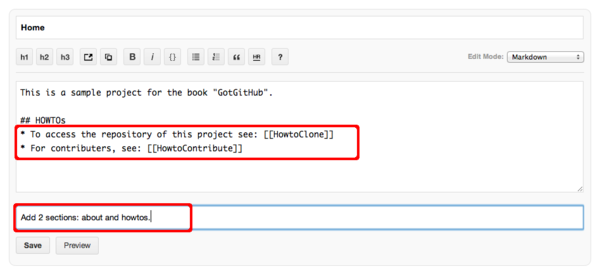 Home
h1 h2 h3 B i {} “ ?
Edit Mode: Markdown
This is a sample project for the book "GotGitHub".
## HOWTOs
* To access the repository of this project see: [[HowtoClone]]
* For contributers, see: [[HowtoContribute]]
Add 2 sections: about and howtos.
Save Preview